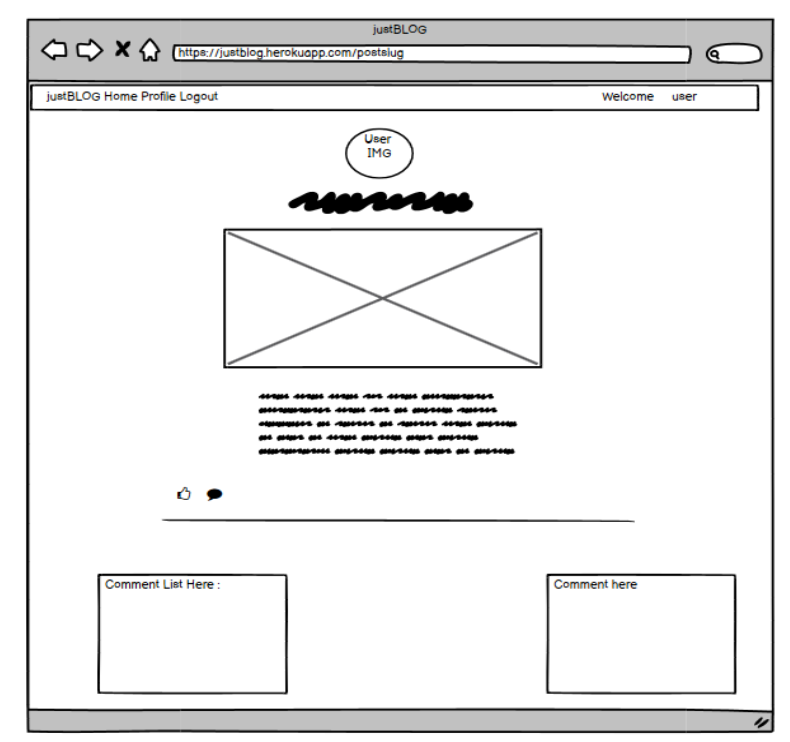 justBLOG
https://justblog.herokuapp.com/postslug
justBLOG Home Profile Logout
Welcome user
User
IMG
Comment List Here :
Comment here